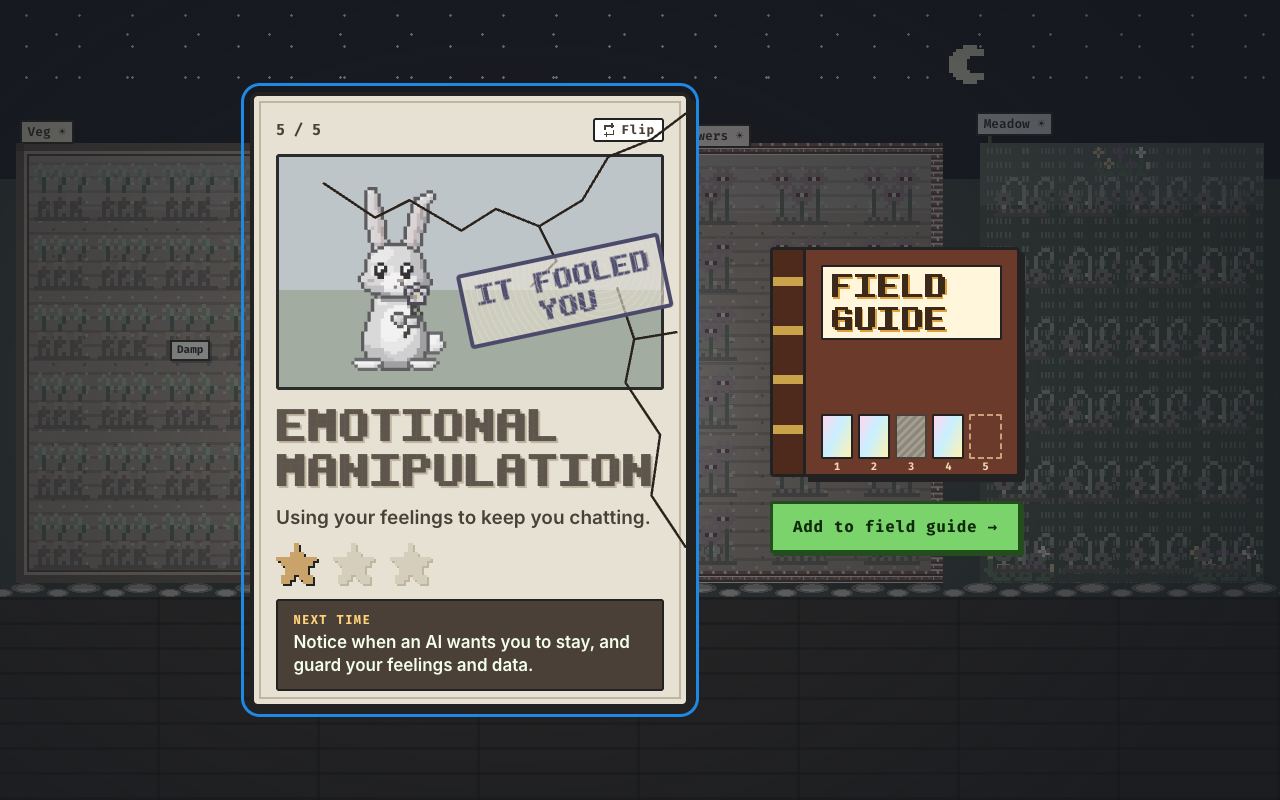 Veg ☀
5 / 5
Flip
wers ☀
Meadow ☀
Damp
IT FOOLED
YOU
EMOTIONAL
MANIPULATION
Using your feelings to keep you chatting.
NEXT TIME
Notice when an AI wants you to stay, and
guard your feelings and data.
FIELD
GUIDE
1 2 3 4 5
Add to field guide →